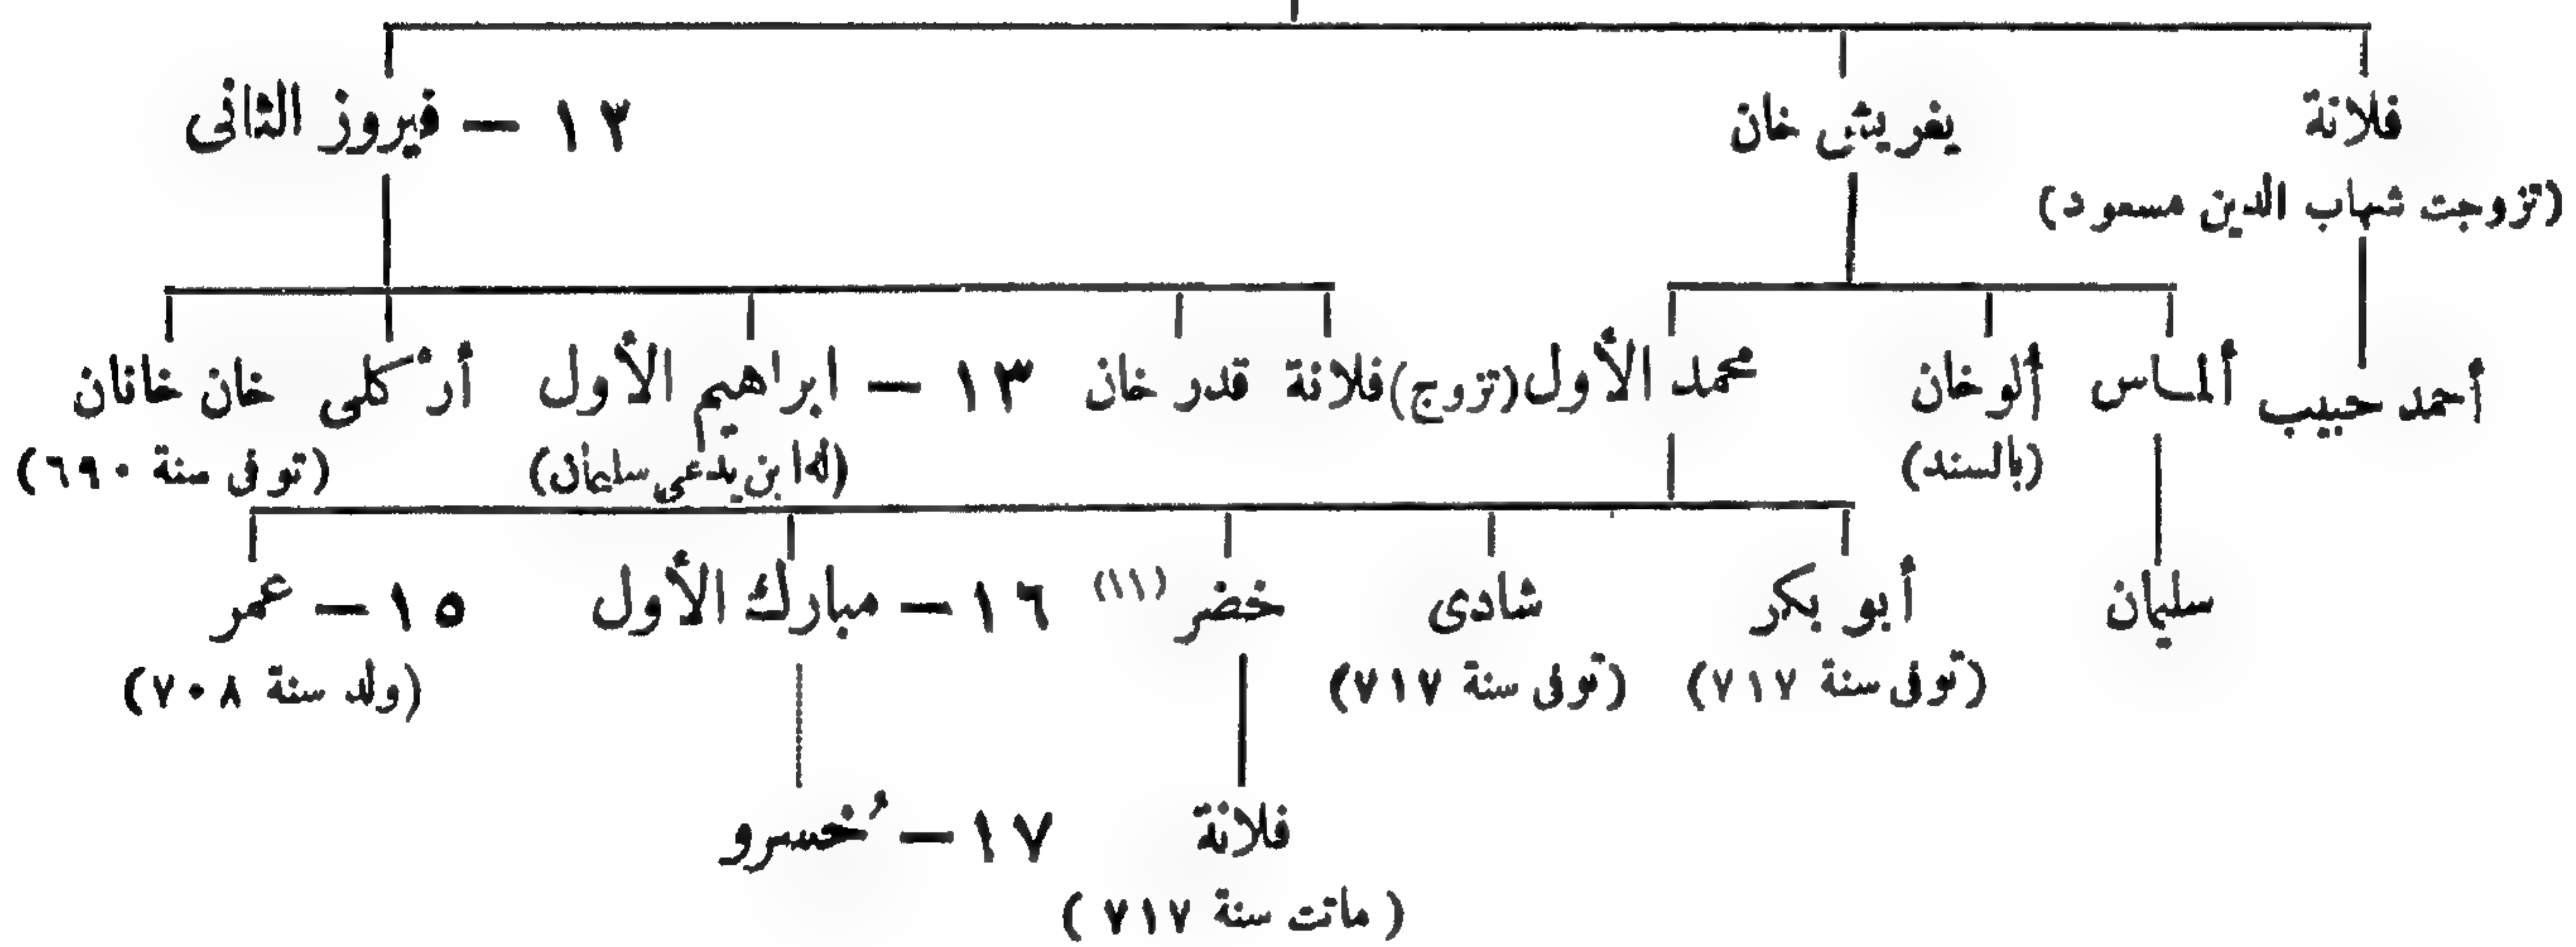 فلانة يغريش خان ١٢ — فيروز الثانى
(تزوجت شهاب الدين مسعود)
أحمد حبيب ألماس ألوخان محمد الأول (تزوج) فلانة قدر خان ١٣ — ابراهيم الأول أرْكلى خان خانان
(بالسند) (له ابن يدعى سليمان) (توفى سنة ٦٩٠)
سليمان أبو بكر شادى خضر (١١) ١٦ — مبارك الأول ١٥ — عمر
(توفى سنة ٧١٧) (توفى سنة ٧١٧) (ولد سنة ٧٠٨)
فلانة ١٧ — خُسرو
(ماتت سنة ٧١٧)